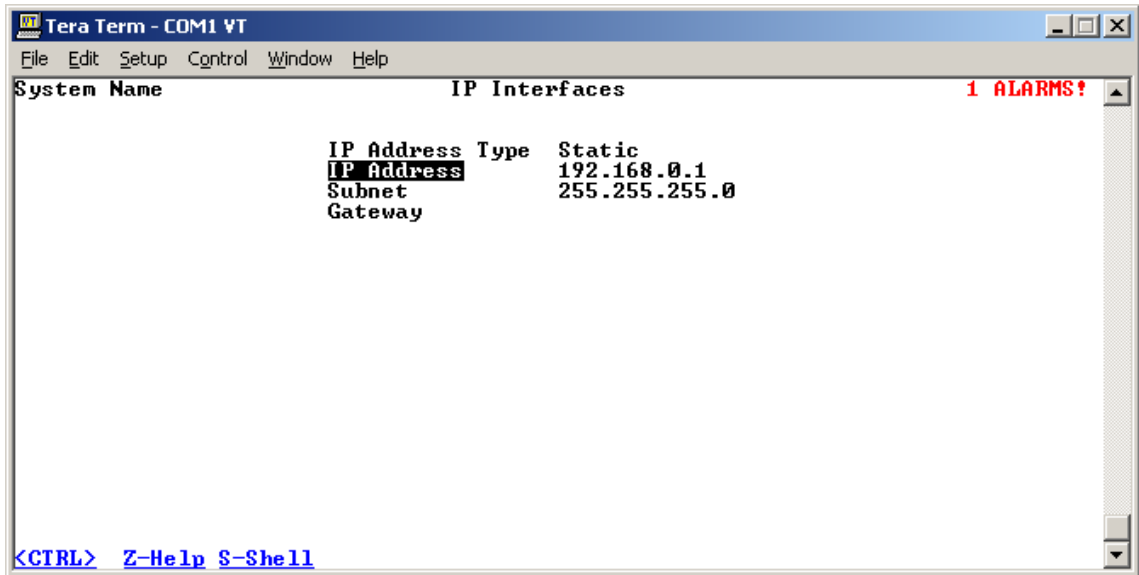 Tera Term - COM1 VT
File Edit Setup Control Window Help
System Name IP Interfaces 1 ALARMS!
IP Address Type Static
IP Address 192.168.0.1
Subnet 255.255.255.0
Gateway
<CTRL> Z-Help S-Shell